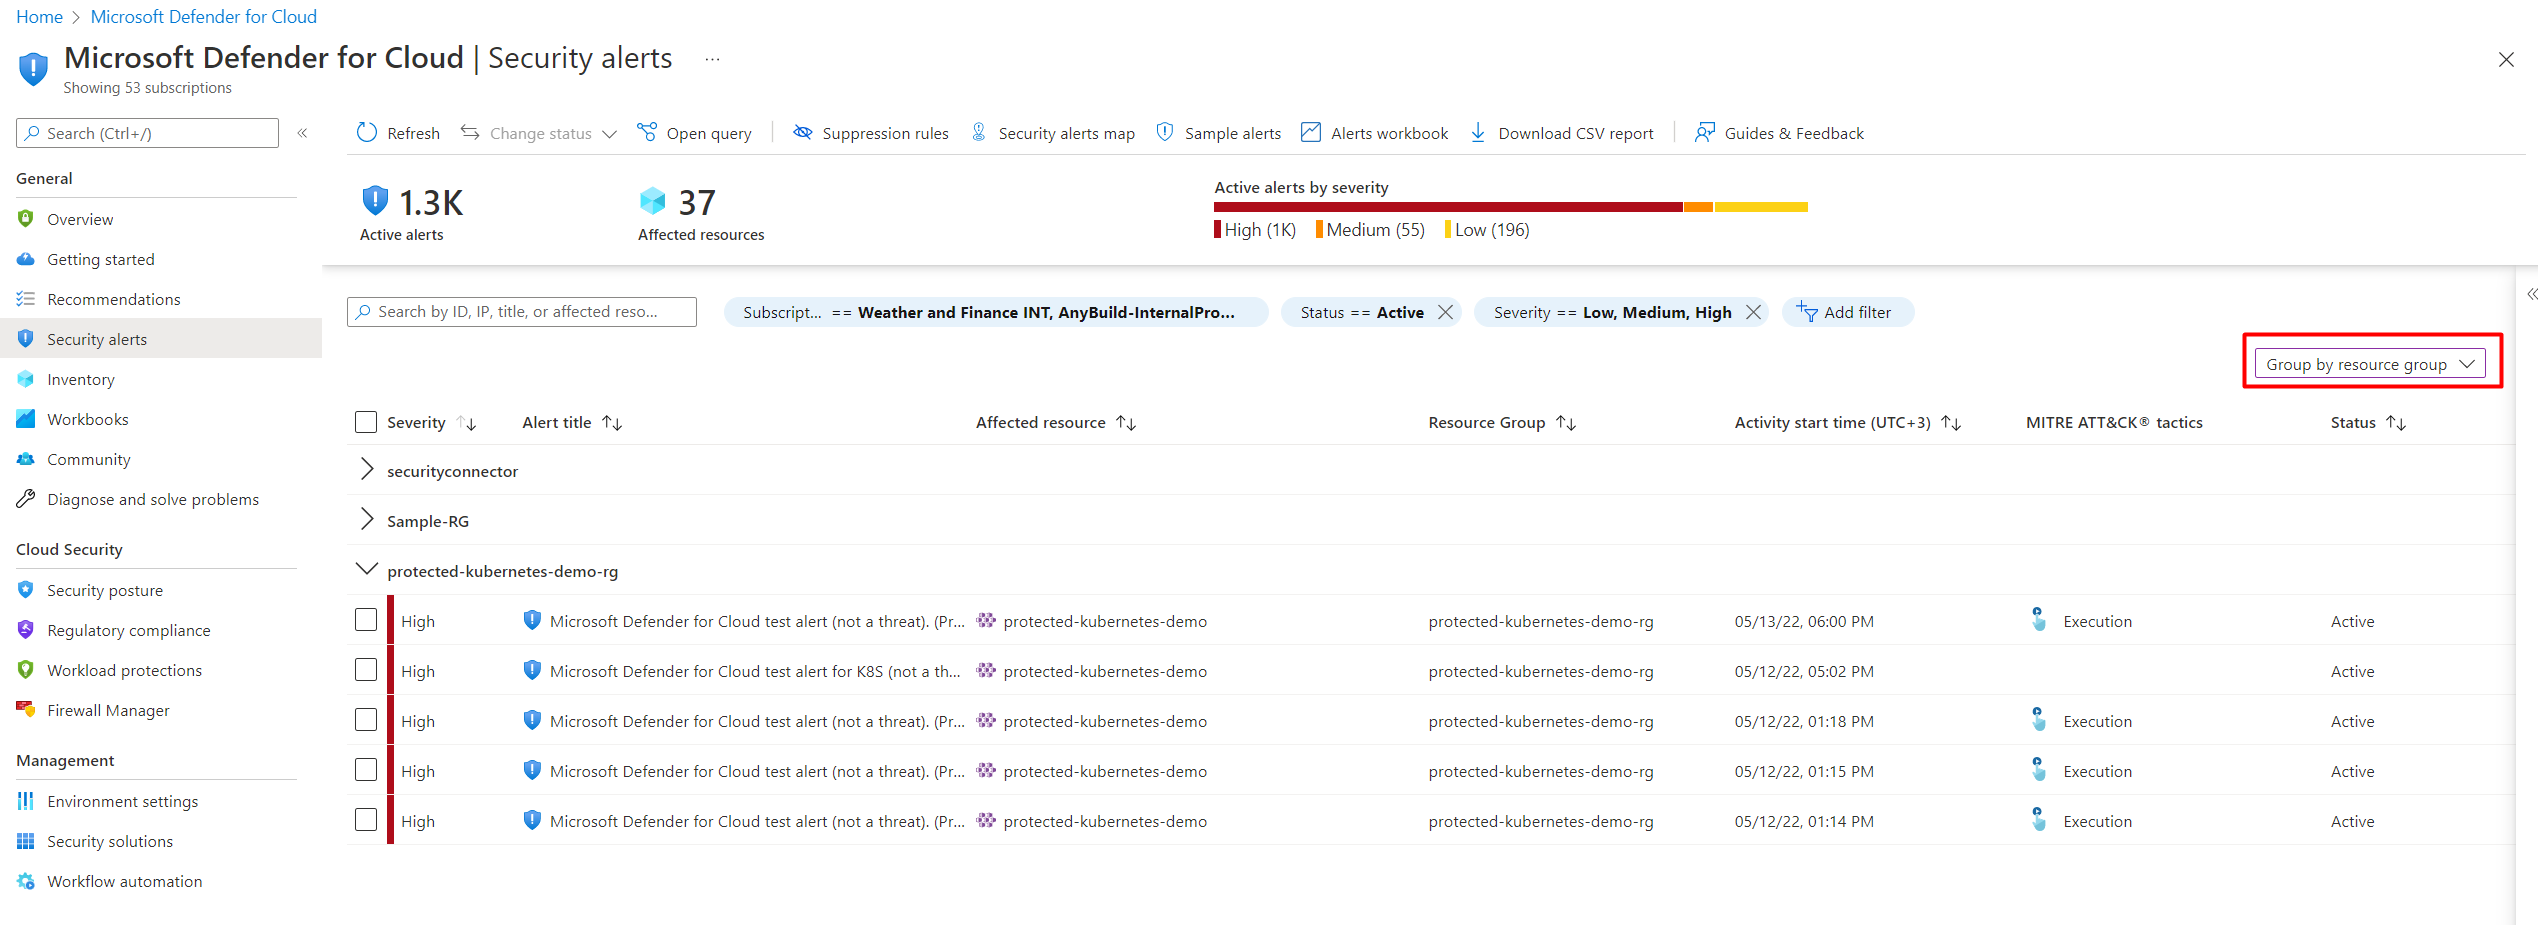 Home > Microsoft Defender for Cloud
Microsoft Defender for Cloud | Security alerts ...
Showing 53 subscriptions
Search (Ctrl+/)
Refresh Change status Open query Suppression rules Security alerts map Sample alerts Alerts workbook Download CSV report Guides & Feedback
General
Overview
Getting started
Recommendations
Security alerts
Inventory
Workbooks
Community
Diagnose and solve problems
Cloud Security
Security posture
Regulatory compliance
Workload protections
Firewall Manager
Management
Environment settings
Security solutions
Workflow automation
1.3K
Active alerts
37
Affected resources
Active alerts by severity
High (1K) Medium (55) Low (196)
Search by ID, IP, title, or affected reso...
Subscript... == Weather and Finance INT, AnyBuild-InternalPro...
Status == Active
Severity == Low, Medium, High
Add filter
Group by resource group
Severity Alert title Affected resource Resource Group Activity start time (UTC+3) MITRE ATT&CK® tactics Status
securityconnector
Sample-RG
protected-kubernetes-demo-rg
High Microsoft Defender for Cloud test alert (not a threat). (Pr... protected-kubernetes-demo protected-kubernetes-demo-rg 05/13/22, 06:00 PM Execution Active
High Microsoft Defender for Cloud test alert for K8S (not a th... protected-kubernetes-demo protected-kubernetes-demo-rg 05/12/22, 05:02 PM Active
High Microsoft Defender for Cloud test alert (not a threat). (Pr... protected-kubernetes-demo protected-kubernetes-demo-rg 05/12/22, 01:18 PM Execution Active
High Microsoft Defender for Cloud test alert (not a threat). (Pr... protected-kubernetes-demo protected-kubernetes-demo-rg 05/12/22, 01:15 PM Execution Active
High Microsoft Defender for Cloud test alert (not a threat). (Pr... protected-kubernetes-demo protected-kubernetes-demo-rg 05/12/22, 01:14 PM Execution Active